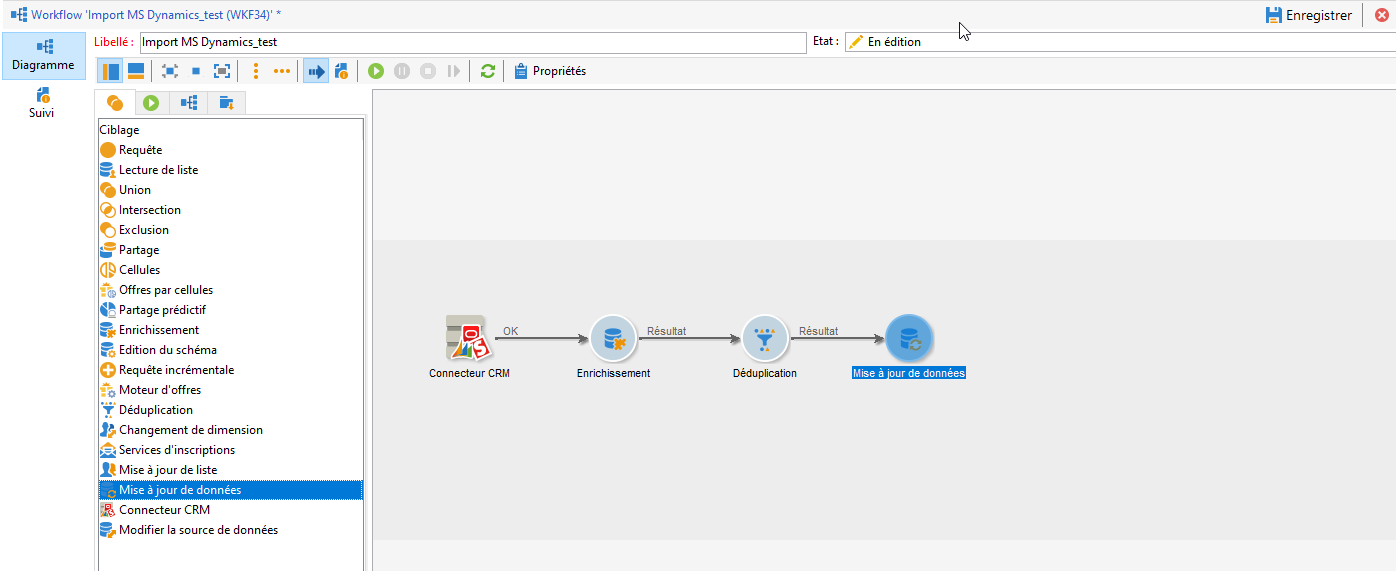 Workflow 'Import MS Dynamics_test (WKF34)' *
Enregistrer
Diagramme
Suivi
Libellé : Import MS Dynamics_test
Etat : En édition
Propriétés
Ciblage
Requête
Lecture de liste
Union
Intersection
Exclusion
Partage
Cellules
Offres par cellules
Partage prédictif
Enrichissement
Edition du schéma
Requête incrémentale
Moteur d'offres
Déduplication
Changement de dimension
Services d'inscriptions
Mise à jour de liste
Mise à jour de données
Connecteur CRM
Modifier la source de données
OK
Résultat
Résultat
Connecteur CRM
Enrichissement
Déduplication
Mise à jour de données